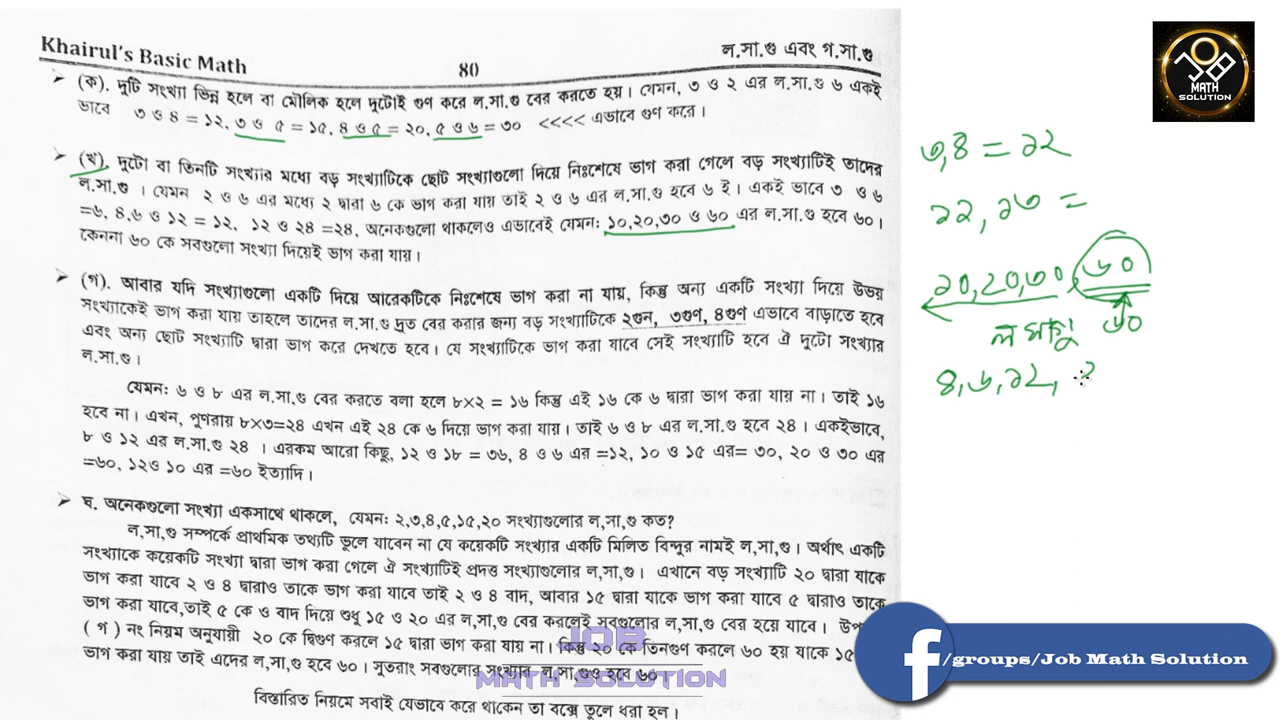 Khairul's Basic Math
80
ল.সা.গু এবং গ.সা.গু
(ক). দুটি সংখ্যা ভিন্ন হলে বা মৌলিক হলে দুটোই গুণ করে ল.সা.গু বের করতে হয়। যেমন, ৩ ও ২ এর ল.সা.গু ৬ একই
ভাবে ৩ ও ৪ = ১২, ৩ ও ৫ = ১৫, ৪ ও ৫ = ২০, ৫ ও ৬ = ৩০ <<<< এভাবে গুণ করে।
(খ). দুটো বা তিনটি সংখ্যার মধ্যে বড় সংখ্যাটিকে ছোট সংখ্যাগুলো দিয়ে নিঃশেষে ভাগ করা গেলে বড় সংখ্যাটিই তাদের
ল.সা.গু । যেমন ২ ও ৬ এর মধ্যে ২ দ্বারা ৬ কে ভাগ করা যায় তাই ২ ও ৬ এর ল.সা.গু হবে ৬ ই। একই ভাবে ৩ ও ৬
=৬, ৪,৬ ও ১২ = ১২, ১২ ও ২৪ =২৪, অনেকগুলো থাকলেও এভাবেই যেমন: ১০,২০,৩০ ও ৬০ এর ল.সা.গু হবে ৬০।
কেননা ৬০ কে সবগুলো সংখ্যা দিয়েই ভাগ করা যায়।
(গ). আবার যদি সংখ্যাগুলো একটি দিয়ে আরেকটিকে নিঃশেষে ভাগ করা না যায়, কিন্তু অন্য একটি সংখ্যা দিয়ে উভয়
সংখ্যাকেই ভাগ করা যায় তাহলে তাদের ল.সা.গু দ্রুত বের করার জন্য বড় সংখ্যাটিকে ২গুন, ৩গুণ, ৪গুণ এভাবে বাড়াতে হবে
এবং অন্য ছোট সংখ্যাটি দ্বারা ভাগ করে দেখতে হবে। যে সংখ্যাটিকে ভাগ করা যাবে সেই সংখ্যাটি হবে ঐ দুটো সংখ্যার
ল.সা.গু।
যেমন: ৬ ও ৮ এর ল.সা.গু বের করতে বলা হলে ৮×২ = ১৬ কিন্তু এই ১৬ কে ৬ দ্বারা ভাগ করা যায় না। তাই ১৬
হবে না। এখন, পুণরায় ৮×৩=২৪ এখন এই ২৪ কে ৬ দিয়ে ভাগ করা যায়। তাই ৬ ও ৮ এর ল.সা.গু হবে ২৪। একইভাবে,
৮ ও ১২ এর ল.সা.গু ২৪ । এরকম আরো কিছু, ১২ ও ১৮ = ৩৬, ৪ ও ৬ এর =১২, ১০ ও ১৫ এর= ৩০, ২০ ও ৩০ এর
=৬০, ১২ও ১০ এর =৬০ ইত্যাদি।
ঘ. অনেকগুলো সংখ্যা একসাথে থাকলে, যেমন: ২,৩,৪,৫,১৫,২০ সংখ্যাগুলোর ল,সা,গু কত?
ল,সা,গু সম্পর্কে প্রাথমিক তথ্যটি ভুলে যাবেন না যে কয়েকটি সংখ্যার একটি মিলিত বিন্দুর নামই ল,সা,গু। অর্থাৎ একটি
সংখ্যাকে কয়েকটি সংখ্যা দ্বারা ভাগ করা গেলে ঐ সংখ্যাটিই প্রদত্ত সংখ্যাগুলোর ল,সা,গু। এখানে বড় সংখ্যাটি ২০ দ্বারা যাকে
ভাগ করা যাবে ২ ও ৪ দ্বারাও তাকে ভাগ করা যাবে তাই ২ ও ৪ বাদ, আবার ১৫ দ্বারা যাকে ভাগ করা যাবে ৫ দ্বারাও তাকে
ভাগ করা যাবে,তাই ৫ কে ও বাদ দিয়ে শুধু ১৫ ও ২০ এর ল,সা,গু বের করলেই সবগুলোর ল,সা,গু বের হয়ে যাবে।
( গ ) নং নিয়ম অনুযায়ী ২০ কে দ্বিগুণ করলে ১৫ দ্বারা ভাগ করা যায় না। কিন্তু ২০ কে তিনগুণ করলে ৬০ হয় যাকে ১৫
ভাগ করা যায় তাই এদের ল,সা,গু হবে ৬০। সুতরাং সবগুলোর সংখ্যার ল,সা,গুও হবে ৬০
বিস্তারিত নিয়মে সবাই যেভাবে করে থাকেন তা বক্সে তুলে ধরা হল।
JOB
MATH
SOLUTION
৩,৪ = ১২
১২, ১৩ =
১০,২০,৩০, ৬০
ল সাগু ৬০
৪,৬,১২, ২
JOB
MATH SOLUTION
f/groups/Job Math Solution